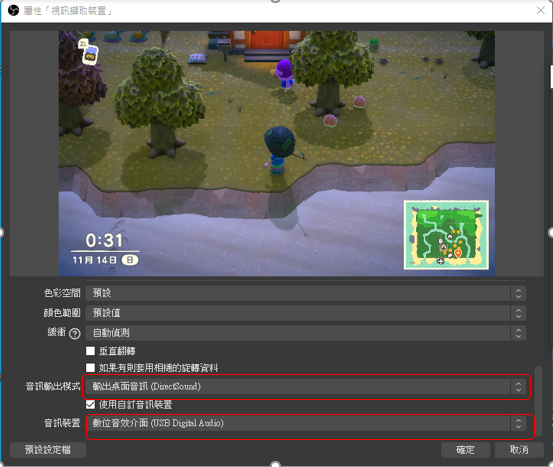 屬性「視訊擷取裝置」
ZL
0:31
11月 14日 日
色彩空間 預設
顏色範圍 預設值
緩衝 ? 自動偵測
垂直翻轉
如果有則套用相機的旋轉資料
音訊輸出模式 輸出桌面音訊 (DirectSound)
使用自訂音訊裝置
音訊裝置 數位音效介面 (USB Digital Audio)
預設設定檔 確定 取消